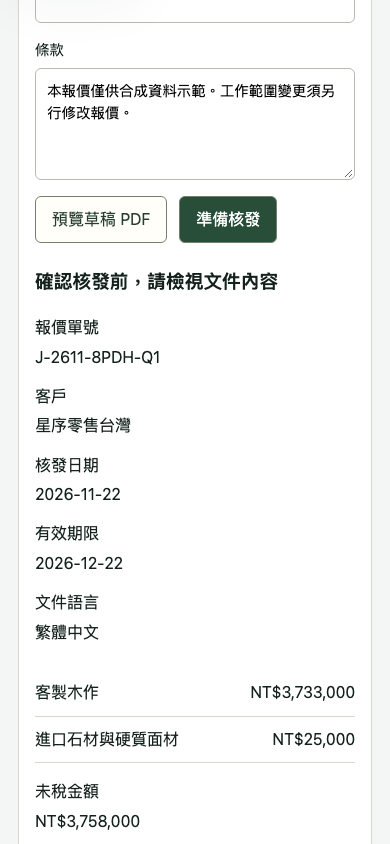 條款
本報價僅供合成資料示範。工作範圍變更須另
行修改報價。
預覽草稿 PDF
準備核發
確認核發前，請檢視文件內容
報價單號
J-2611-8PDH-Q1
客戶
星序零售台灣
核發日期
2026-11-22
有效期限
2026-12-22
文件語言
繁體中文
客製木作 NT$3,733,000
進口石材與硬質面材 NT$25,000
未稅金額
NT$3,758,000